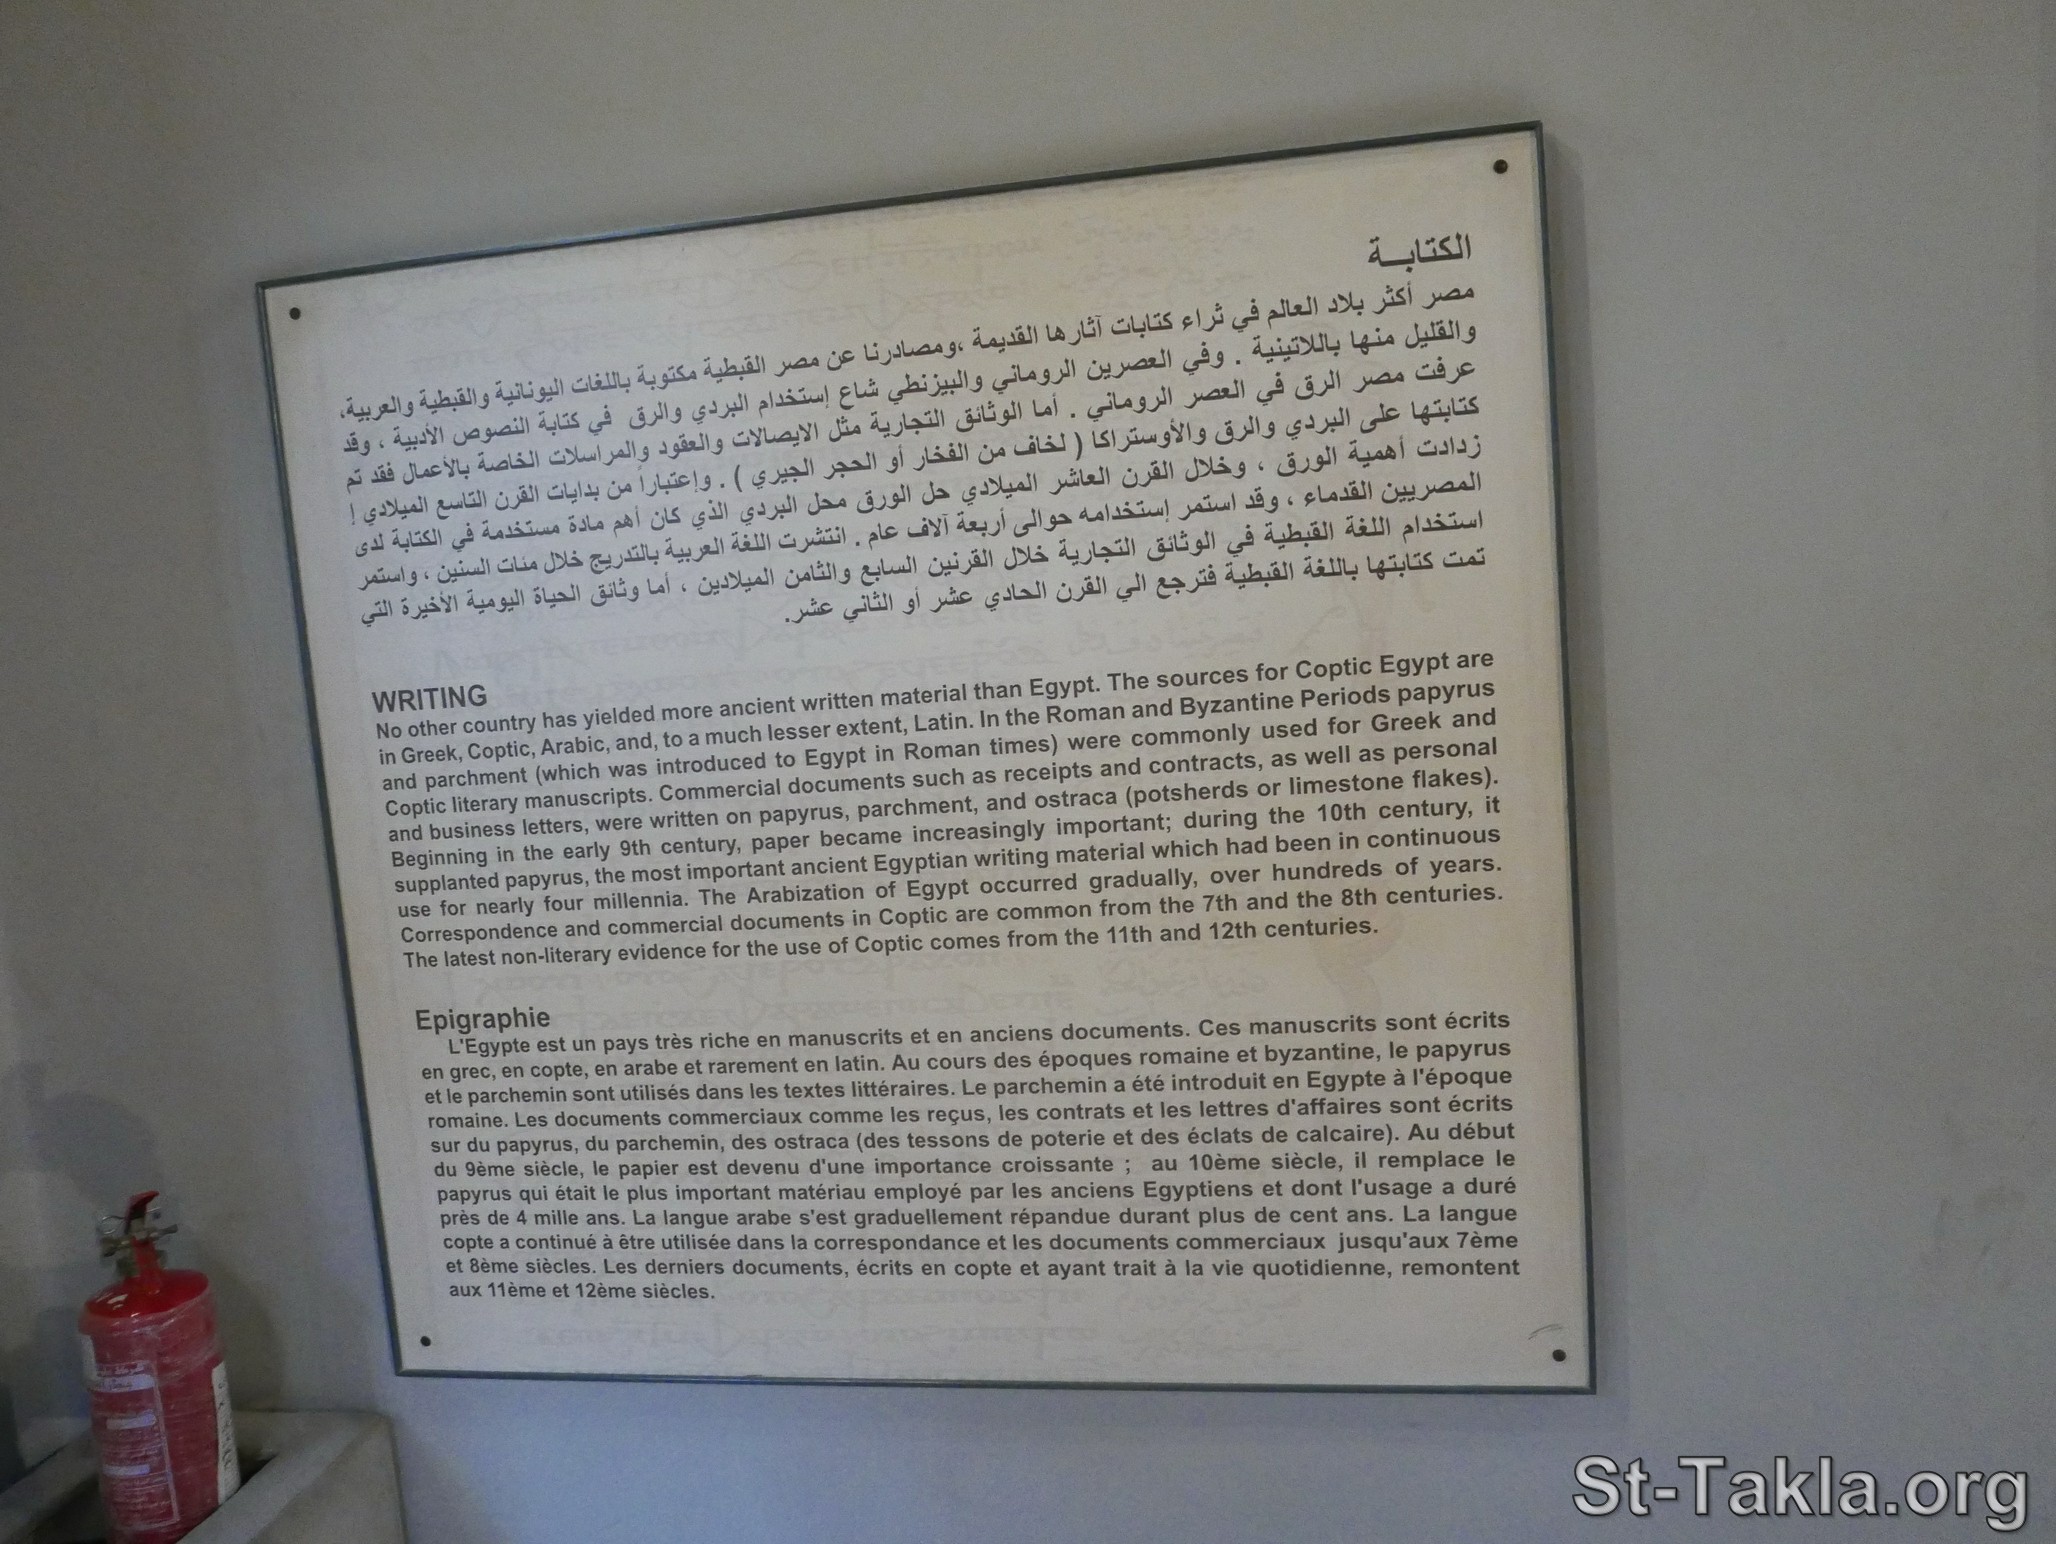 الكتابة
مصر أكثر بلاد العالم في ثراء كتابات آثارها القديمة ،ومصادرنا عن مصر القبطية مكتوبة باللغات اليونانية والقبطية والعربية،
والقليل منها باللاتينية . وفي العصرين الروماني والبيزنطي شاع إستخدام البردي والرق في كتابة النصوص الأدبية ، وقد
عرفت مصر الرق في العصر الروماني . أما الوثائق التجارية مثل الايصالات والعقود والمراسلات الخاصة بالأعمال فقد تم
كتابتها على البردي والرق والأوستراكا ( لخاف من الفخار أو الحجر الجيري ) . وإعتباراً من بدايات القرن التاسع الميلادي إ
زدادت أهمية الورق ، وخلال القرن العاشر الميلادي حل الورق محل البردي الذي كان أهم مادة مستخدمة في الكتابة لدى
المصريين القدماء ، وقد استمر إستخدامه حوالى أربعة آلاف عام . انتشرت اللغة العربية بالتدريج خلال مئات السنين ، واستمر
استخدام اللغة القبطية في الوثائق التجارية خلال القرنين السابع والثامن الميلادين ، أما وثائق الحياة اليومية الأخيرة التي
تمت كتابتها باللغة القبطية فترجع الي القرن الحادي عشر أو الثاني عشر.
WRITING
No other country has yielded more ancient written material than Egypt. The sources for Coptic Egypt are
in Greek, Coptic, Arabic, and, to a much lesser extent, Latin. In the Roman and Byzantine Periods papyrus
and parchment (which was introduced to Egypt in Roman times) were commonly used for Greek and
Coptic literary manuscripts. Commercial documents such as receipts and contracts, as well as personal
and business letters, were written on papyrus, parchment, and ostraca (potsherds or limestone flakes).
Beginning in the early 9th century, paper became increasingly important; during the 10th century, it
supplanted papyrus, the most important ancient Egyptian writing material which had been in continuous
use for nearly four millennia. The Arabization of Egypt occurred gradually, over hundreds of years.
Correspondence and commercial documents in Coptic are common from the 7th and the 8th centuries.
The latest non-literary evidence for the use of Coptic comes from the 11th and 12th centuries.
Epigraphie
L'Egypte est un pays très riche en manuscrits et en anciens documents. Ces manuscrits sont écrits
en grec, en copte, en arabe et rarement en latin. Au cours des époques romaine et byzantine, le papyrus
et le parchemin sont utilisés dans les textes littéraires. Le parchemin a été introduit en Egypte à l'époque
romaine. Les documents commerciaux comme les reçus, les contrats et les lettres d'affaires sont écrits
sur du papyrus, du parchemin, des ostraca (des tessons de poterie et des éclats de calcaire). Au début
du 9ème siècle, le papier est devenu d'une importance croissante ; au 10ème siècle, il remplace le
papyrus qui était le plus important matériau employé par les anciens Egyptiens et dont l'usage a duré
près de 4 mille ans. La langue arabe s'est graduellement répandue durant plus de cent ans. La langue
copte a continué à être utilisée dans la correspondance et les documents commerciaux jusqu'aux 7ème
et 8ème siècles. Les derniers documents, écrits en copte et ayant trait à la vie quotidienne, remontent
aux 11ème et 12ème siècles.
St-Takla.org